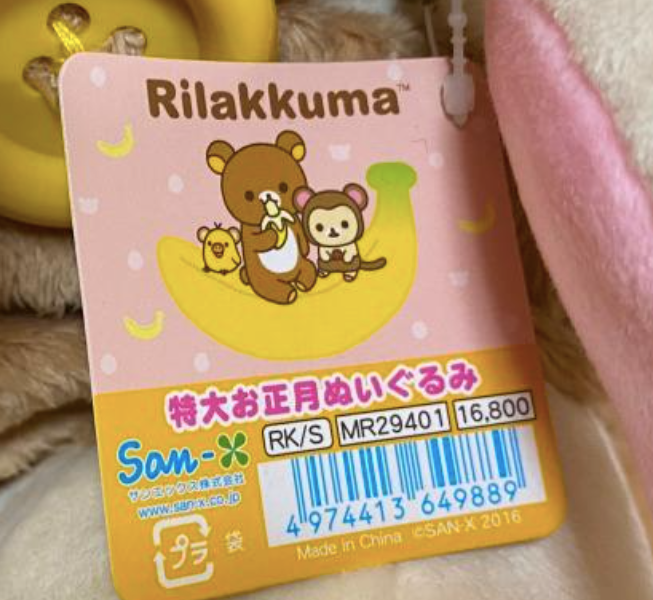 Rilakkuma™
特大お正月ぬいぐるみ
RK/S MR29401 16,800
San-X
サンエックス株式会社
www.san-x.co.jp
4 974413 649889
プラ 袋
Made in China ©SAN-X 2016